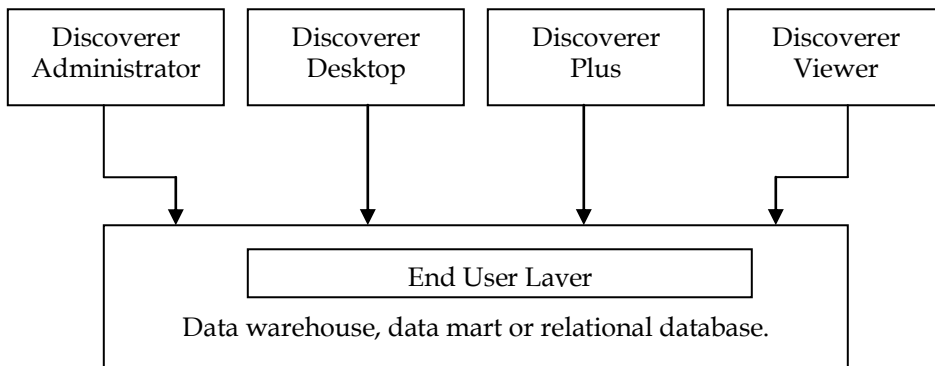 Discoverer
Administrator
Discoverer
Desktop
Discoverer
Plus
Discoverer
Viewer
End User Laver
Data warehouse, data mart or relational database.